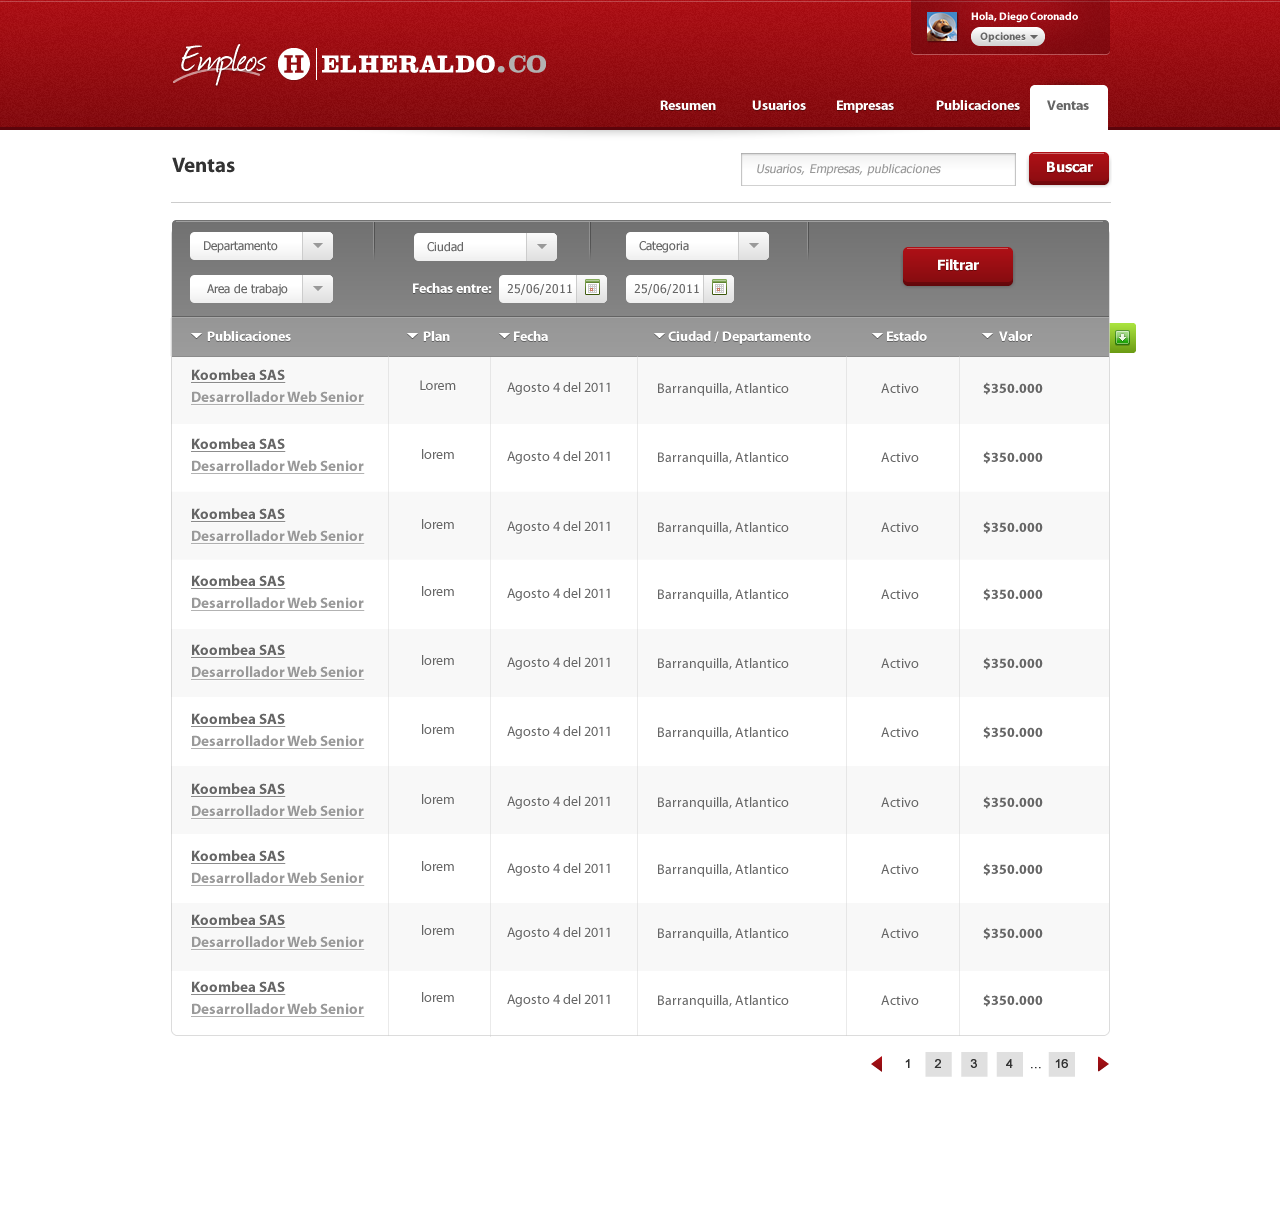 Hola, Diego Coronado
Opciones
Empleos H ELHERALDO.CO
Resumen Usuarios Empresas Publicaciones Ventas
Ventas
Usuarios, Empresas, publicaciones
Buscar
Departamento Ciudad Categoria
Filtrar
Area de trabajo Fechas entre: 25/06/2011 25/06/2011
Publicaciones Plan Fecha Ciudad / Departamento Estado Valor
Koombea SAS
Desarrollador Web Senior
Lorem Agosto 4 del 2011 Barranquilla, Atlantico Activo $350.000
Koombea SAS
Desarrollador Web Senior
lorem Agosto 4 del 2011 Barranquilla, Atlantico Activo $350.000
Koombea SAS
Desarrollador Web Senior
lorem Agosto 4 del 2011 Barranquilla, Atlantico Activo $350.000
Koombea SAS
Desarrollador Web Senior
lorem Agosto 4 del 2011 Barranquilla, Atlantico Activo $350.000
Koombea SAS
Desarrollador Web Senior
lorem Agosto 4 del 2011 Barranquilla, Atlantico Activo $350.000
Koombea SAS
Desarrollador Web Senior
lorem Agosto 4 del 2011 Barranquilla, Atlantico Activo $350.000
Koombea SAS
Desarrollador Web Senior
lorem Agosto 4 del 2011 Barranquilla, Atlantico Activo $350.000
Koombea SAS
Desarrollador Web Senior
lorem Agosto 4 del 2011 Barranquilla, Atlantico Activo $350.000
Koombea SAS
Desarrollador Web Senior
lorem Agosto 4 del 2011 Barranquilla, Atlantico Activo $350.000
Koombea SAS
Desarrollador Web Senior
lorem Agosto 4 del 2011 Barranquilla, Atlantico Activo $350.000
1 2 3 4 ... 16